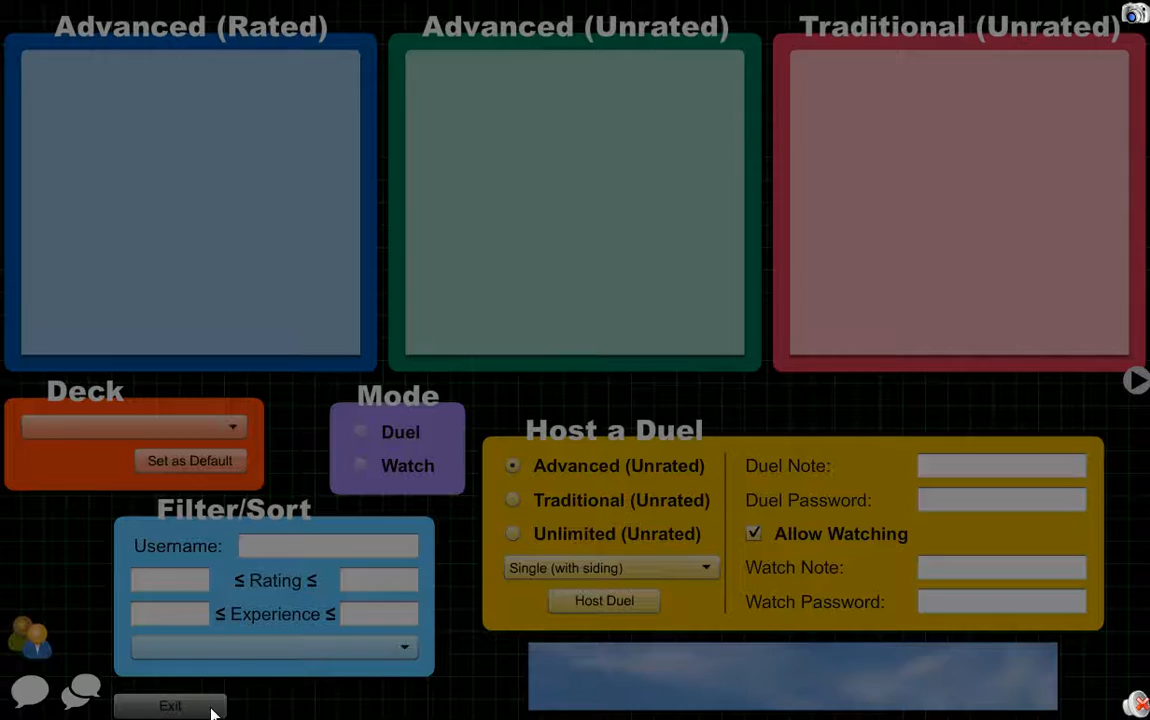 Advanced (Rated)
Advanced (Unrated)
Traditional (Unrated)
Deck
Set as Default
Mode
Duel
Watch
Filter/Sort
Username:
≤ Rating ≤
≤ Experience ≤
Exit
Host a Duel
Advanced (Unrated)
Traditional (Unrated)
Unlimited (Unrated)
Single (with siding)
Host Duel
Duel Note:
Duel Password:
Allow Watching
Watch Note:
Watch Password: